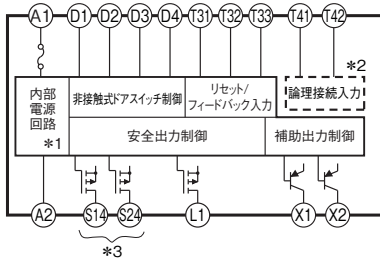 A1 D1 D2 D3 D4 T31 T32 T33 T41 T42
*2
内部
電源
回路
*1
非接触式ドアスイッチ制御
リセット/
フィードバック入力
論理接続入力
安全出力制御
補助出力制御
A2 S14 S24 L1 X1 X2
*3